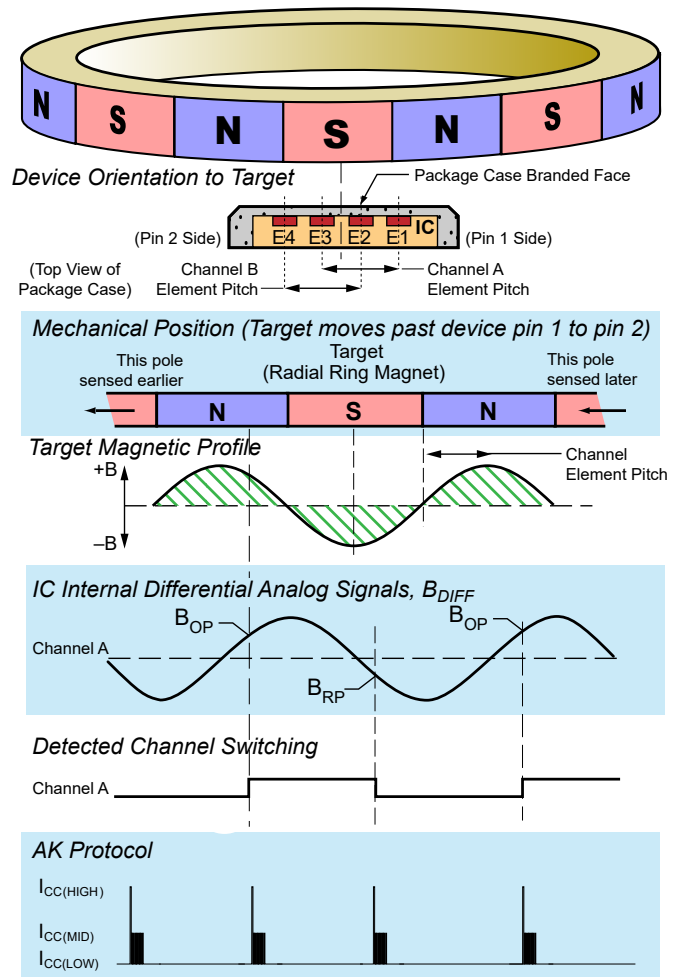 N S N S N S N
Device Orientation to Target
Package Case Branded Face
IC
E4 E3 E2 E1
(Pin 2 Side)
(Pin 1 Side)
(Top View of
Package Case)
Channel B
Element Pitch
Channel A
Element Pitch
Mechanical Position (Target moves past device pin 1 to pin 2)
This pole
sensed earlier
Target
(Radial Ring Magnet)
This pole
sensed later
N S N
Target Magnetic Profile
+B
–B
Channel
Element Pitch
IC Internal Differential Analog Signals, BDIFF
BOP
BOP
Channel A
BRP
Detected Channel Switching
Channel A
AK Protocol
ICC(HIGH)
ICC(MID)
ICC(LOW)